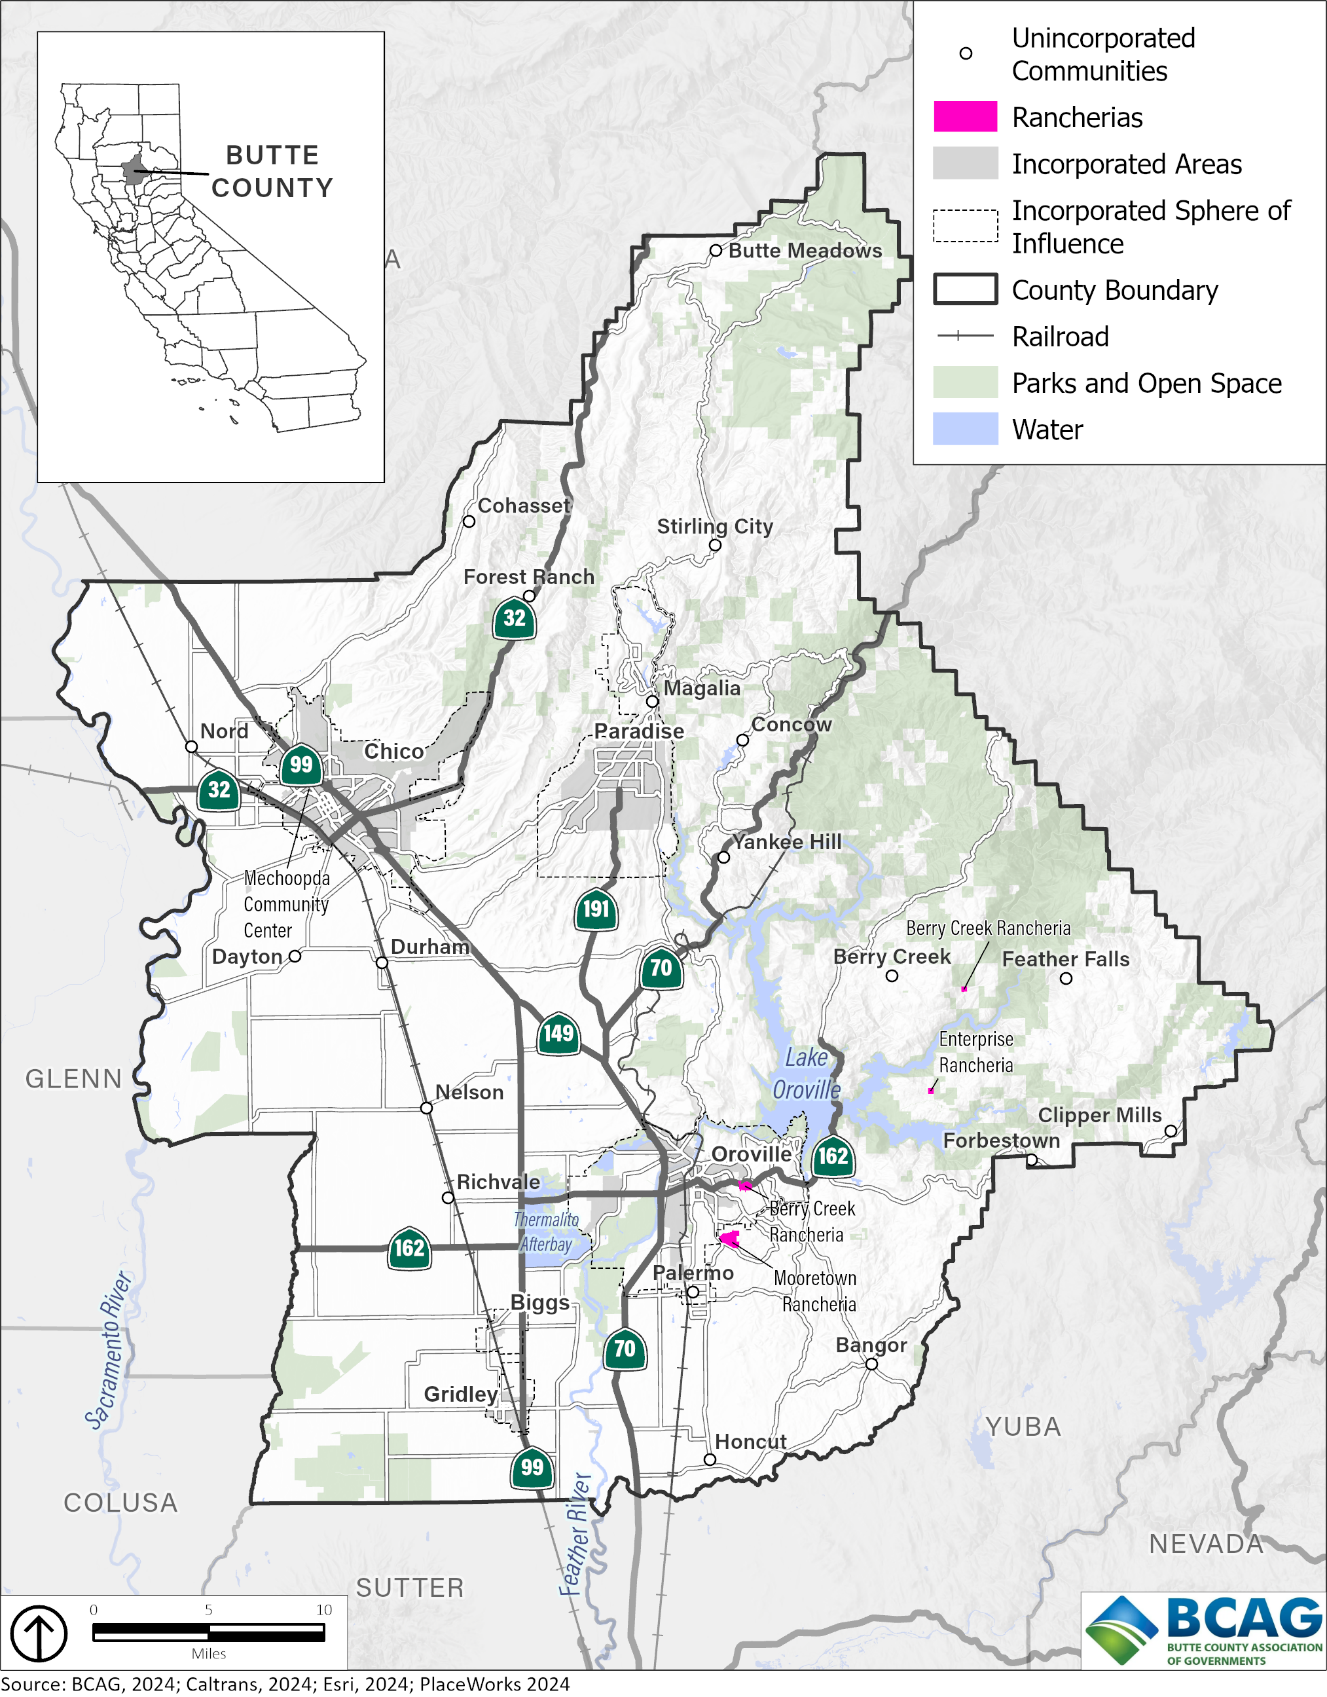 BUTTE
COUNTY
Unincorporated
Communities
Rancherias
Incorporated Areas
Incorporated Sphere of
Influence
County Boundary
Railroad
Parks and Open Space
Water
A
Butte Meadows
Cohasset
Stirling City
Forest Ranch
32
Magalia
Nord
Paradise
Concow
Chico
99
32
Yankee Hill
Mechoopda
Community
Center
191
Berry Creek Rancheria
Durham
Dayton
Berry Creek
Feather Falls
70
149
Enterprise
Rancheria
Lake
Oroville
GLENN
Nelson
Clipper Mills
Forbestown
Oroville
162
Richvale
Berry Creek
Rancheria
Thermalito
Afterbay
162
Palermo
Mooretown
Rancheria
Biggs
Sacramento River
70
Bangor
Gridley
YUBA
Honcut
99
COLUSA
Feather River
NEVADA
SUTTER
0 5 10
Miles
BCAG
BUTTE COUNTY ASSOCIATION
OF GOVERNMENTS
Source: BCAG, 2024; Caltrans, 2024; Esri, 2024; PlaceWorks 2024